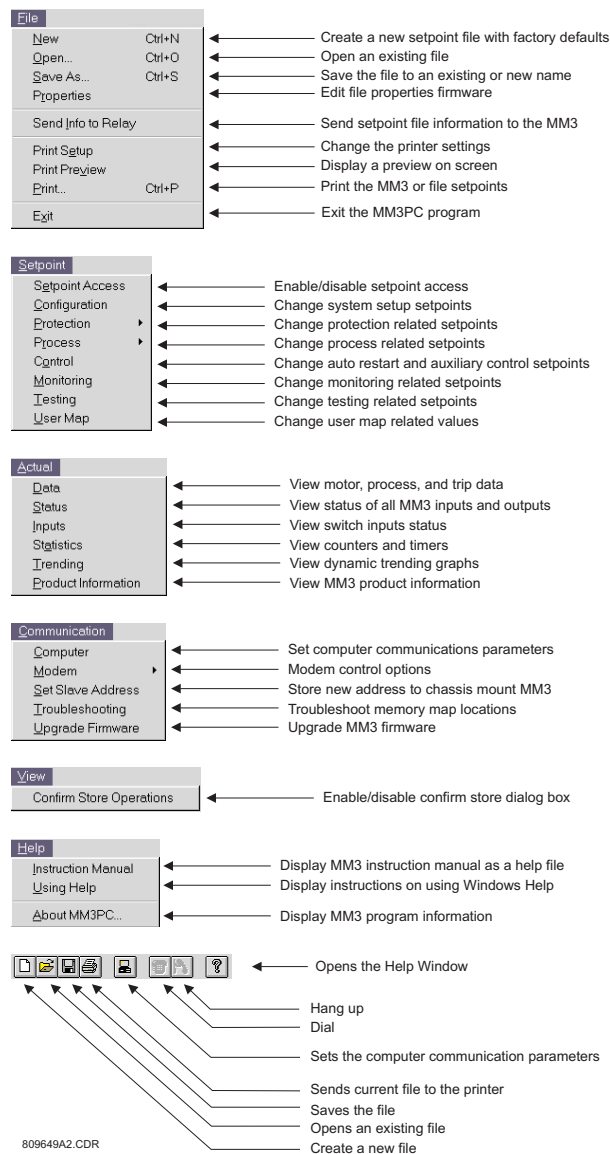 File
New Ctrl+N Create a new setpoint file with factory defaults
Open... Ctrl+O Open an existing file
Save As... Ctrl+S Save the file to an existing or new name
Properties Edit file properties firmware
Send Info to Relay Send setpoint file information to the MM3
Print Setup Change the printer settings
Print Preview Display a preview on screen
Print... Ctrl+P Print the MM3 or file setpoints
Exit Exit the MM3PC program
Setpoint
Setpoint Access Enable/disable setpoint access
Configuration Change system setup setpoints
Protection Change protection related setpoints
Process Change process related setpoints
Control Change auto restart and auxiliary control setpoints
Monitoring Change monitoring related setpoints
Testing Change testing related setpoints
User Map Change user map related values
Actual
Data View motor, process, and trip data
Status View status of all MM3 inputs and outputs
Inputs View switch inputs status
Statistics View counters and timers
Trending View dynamic trending graphs
Product Information View MM3 product information
Communication
Computer Set computer communications parameters
Modem Modem control options
Set Slave Address Store new address to chassis mount MM3
Troubleshooting Troubleshoot memory map locations
Upgrade Firmware Upgrade MM3 firmware
View
Confirm Store Operations Enable/disable confirm store dialog box
Help
Instruction Manual Display MM3 instruction manual as a help file
Using Help Display instructions on using Windows Help
About MM3PC... Display MM3 program information
? Opens the Help Window
Hang up
Dial
Sets the computer communication parameters
Sends current file to the printer
Saves the file
Opens an existing file
809649A2.CDR Create a new file